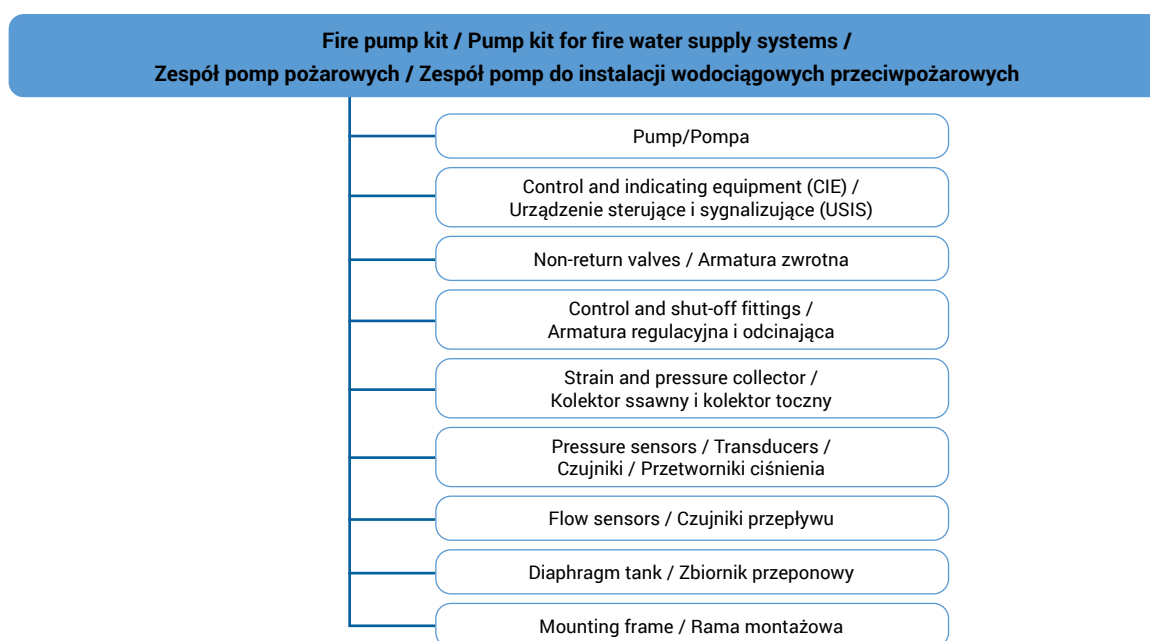 Fire pump kit / Pump kit for fire water supply systems /
Zespół pomp pożarowych / Zespół pomp do instalacji wodociągowych przeciwpożarowych
Pump/Pompa
Control and indicating equipment (CIE) /
Urządzenie sterujące i sygnalizujące (USIS)
Non-return valves / Armatura zwrotna
Control and shut-off fittings /
Armatura regulacyjna i odcinająca
Strain and pressure collector /
Kolektor ssawny i kolektor toczny
Pressure sensors / Transducers /
Czujniki / Przetworniki ciśnienia
Flow sensors / Czujniki przepływu
Diaphragm tank / Zbiornik przeponowy
Mounting frame / Rama montażowa